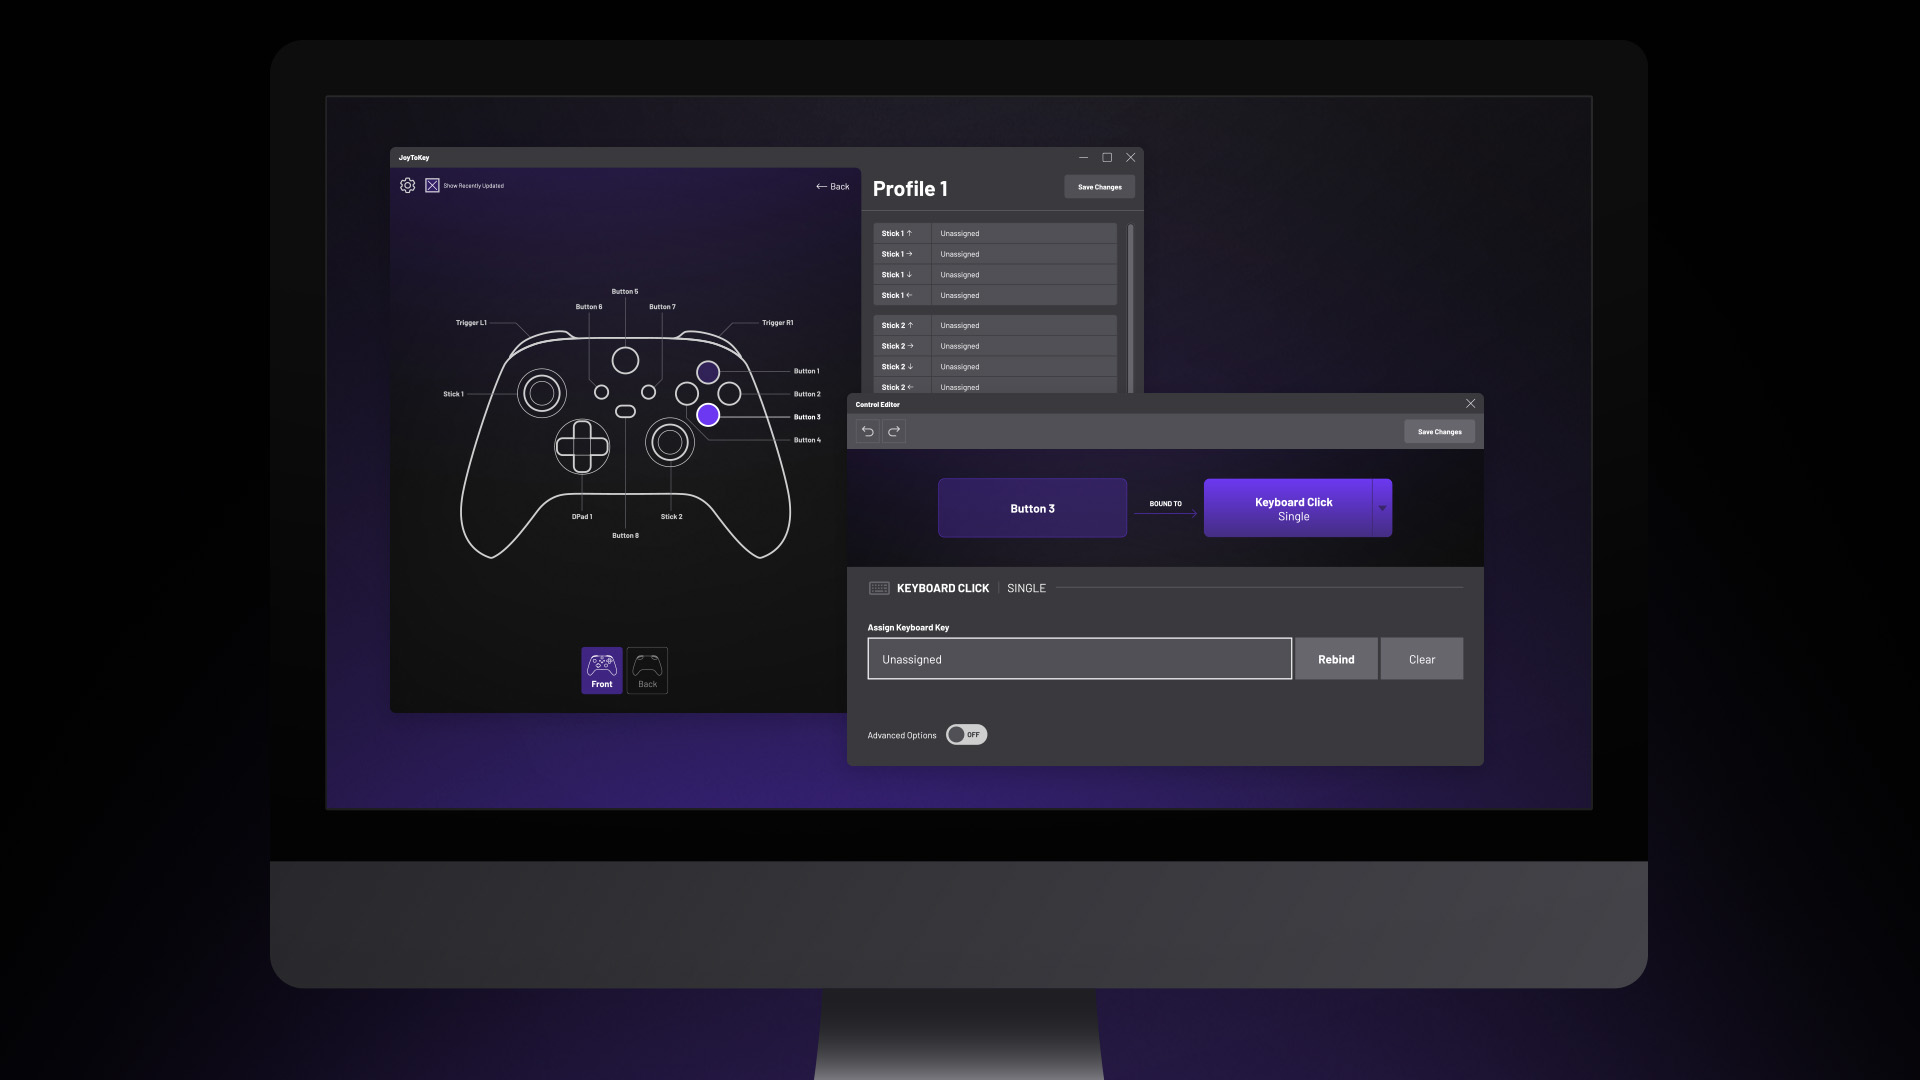 JoyToKey
Show Recently Updated
← Back
Profile 1
Save Changes
Stick 1 ↑ Unassigned
Stick 1 → Unassigned
Stick 1 ↓ Unassigned
Stick 1 ← Unassigned
Stick 2 ↑ Unassigned
Stick 2 → Unassigned
Stick 2 ↓ Unassigned
Stick 2 ← Unassigned
Button 5
Button 6
Button 7
Trigger L1
Trigger R1
Button 1
Stick 1
Button 2
Button 3
Button 4
DPad 1
Stick 2
Button 8
Front
Back
Control Editor
Save Changes
Button 3
BOUND TO
Keyboard Click
Single
KEYBOARD CLICK | SINGLE
Assign Keyboard Key
Unassigned
Rebind
Clear
Advanced Options
OFF